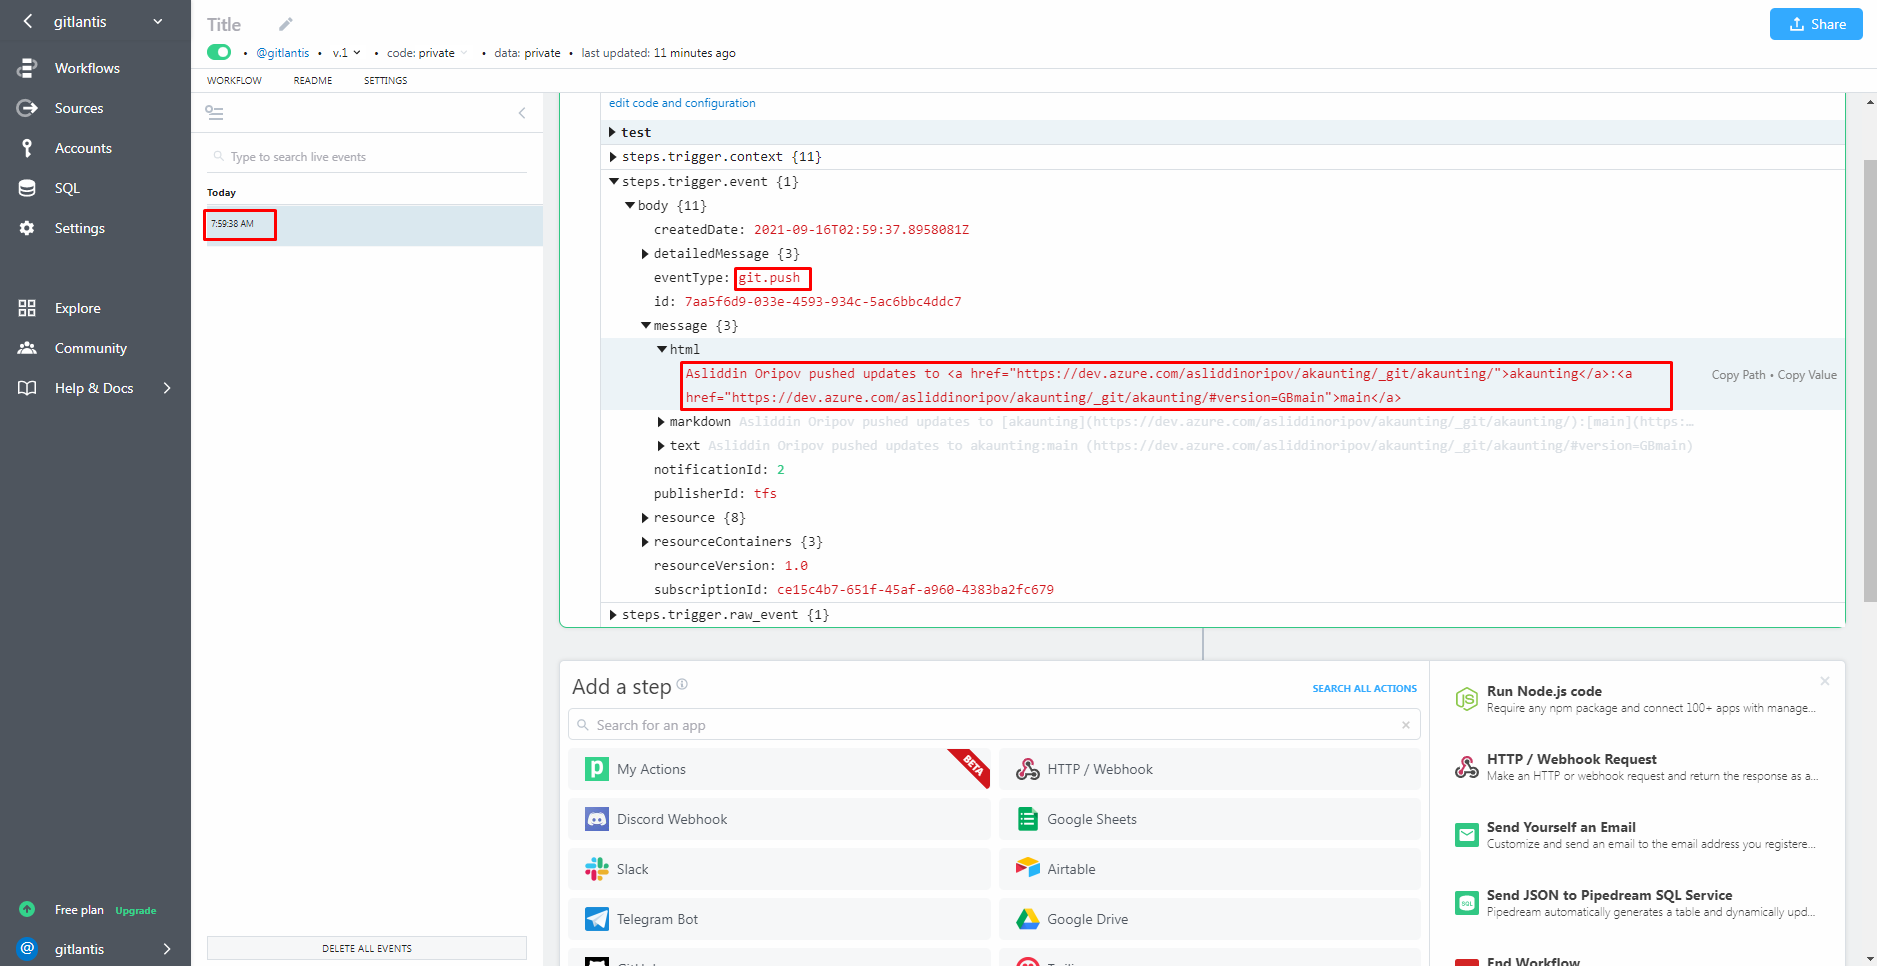 gitlantis
Workflows
Sources
Accounts
SQL
Settings
Explore
Community
Help & Docs
Free plan Upgrade
@ gitlantis
Title
Share
• @gitlantis • v.1 • code: private • data: private • last updated: 11 minutes ago
WORKFLOW README SETTINGS
Type to search live events
Today
7:59:38 AM
DELETE ALL EVENTS
edit code and configuration
test
steps.trigger.context {11}
steps.trigger.event {1}
body {11}
createdDate: 2021-09-16T02:59:37.8958081Z
detailedMessage {3}
eventType: git.push
id: 7aa5f6d9-033e-4593-934c-5ac6bbc4ddc7
message {3}
html
Asliddin Oripov pushed updates to <a href="https://dev.azure.com/asliddinoripov/akaunting/_git/akaunting/">akaunting</a>:<a
href="https://dev.azure.com/asliddinoripov/akaunting/_git/akaunting/#version=GBmain">main</a>
Copy Path • Copy Value
markdown Asliddin Oripov pushed updates to [akaunting](https://dev.azure.com/asliddinoripov/akaunting/_git/akaunting/):[main](https:…
text Asliddin Oripov pushed updates to akaunting:main (https://dev.azure.com/asliddinoripov/akaunting/_git/akaunting/#version=GBmain)
notificationId: 2
publisherId: tfs
resource {8}
resourceContainers {3}
resourceVersion: 1.0
subscriptionId: ce15c4b7-651f-45af-a960-4383ba2fc679
steps.trigger.raw_event {1}
Add a step
SEARCH ALL ACTIONS
Search for an app
My Actions
BETA
HTTP / Webhook
Discord Webhook
Google Sheets
Slack
Airtable
Telegram Bot
Google Drive
Run Node.js code
Require any npm package and connect 100+ apps with manage...
HTTP / Webhook Request
Make an HTTP or webhook request and return the response as a...
Send Yourself an Email
Customize and send an email to the email address you registere...
Send JSON to Pipedream SQL Service
Pipedream automatically generates a table and dynamically upd...
End Workflow